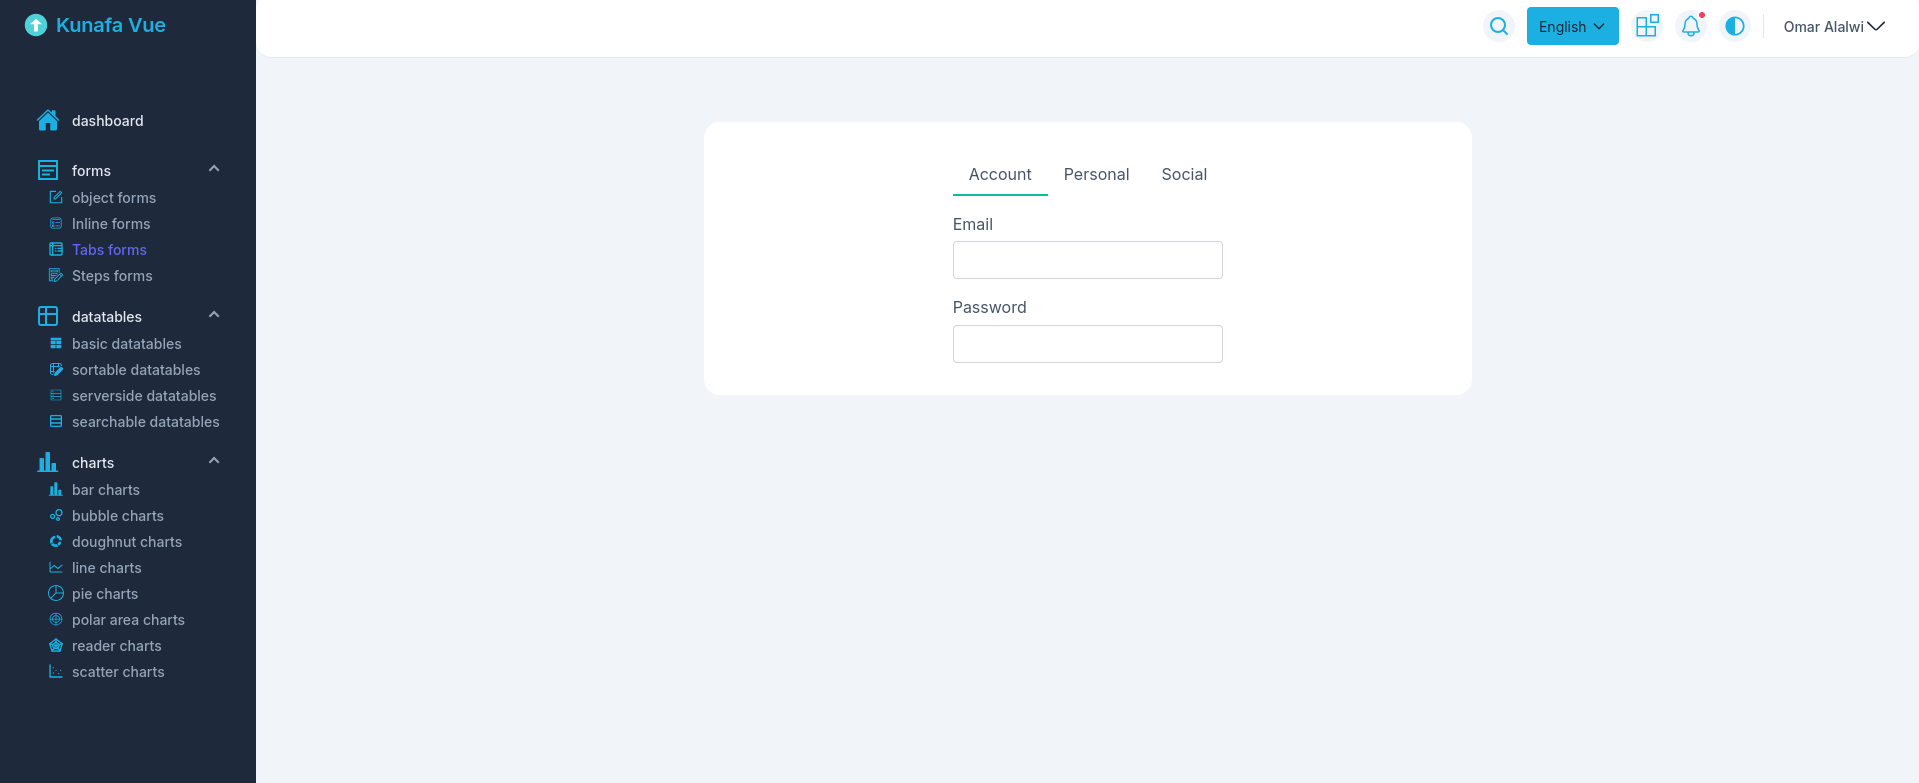 Kunafa Vue
English
Omar Alalwi
dashboard
forms
object forms
Inline forms
Tabs forms
Steps forms
datatables
basic datatables
sortable datatables
serverside datatables
searchable datatables
charts
bar charts
bubble charts
doughnut charts
line charts
pie charts
polar area charts
reader charts
scatter charts
Account Personal Social
Email
Password